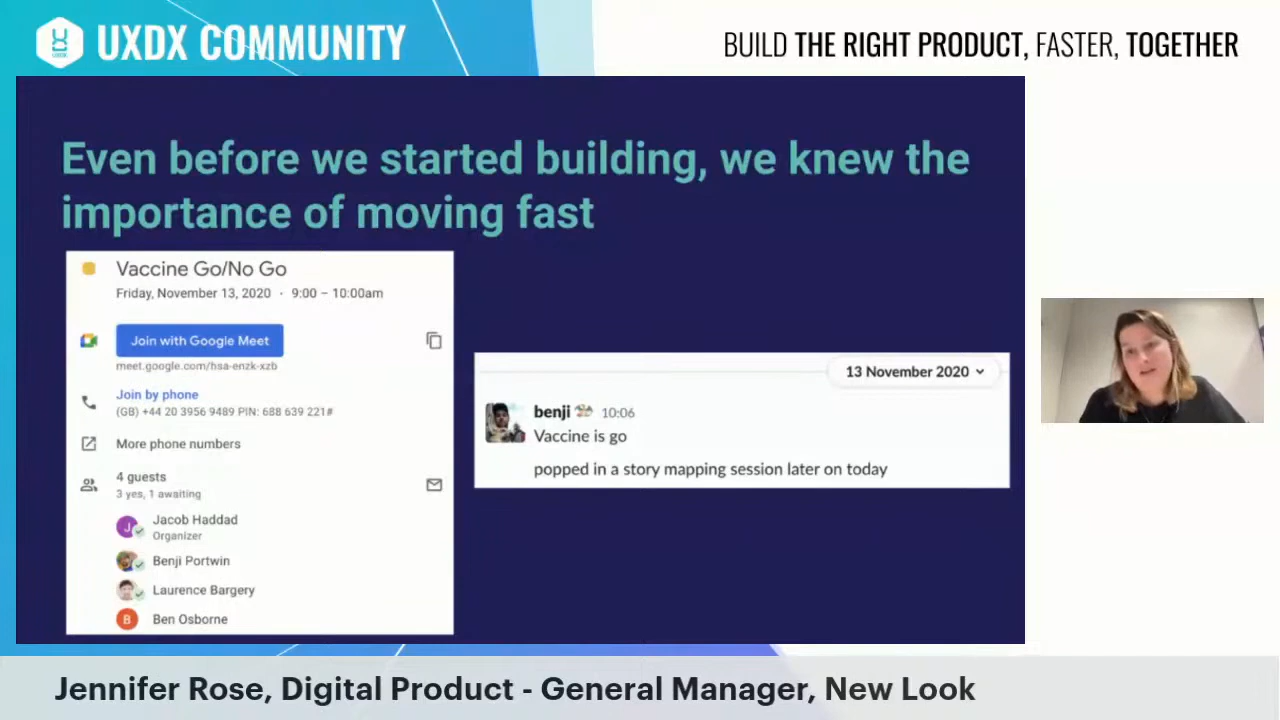 UXDX COMMUNITY
BUILD THE RIGHT PRODUCT, FASTER, TOGETHER
Even before we started building, we knew the
importance of moving fast
Vaccine Go/No Go
Friday, November 13, 2020 · 9:00 – 10:00am
Join with Google Meet
meet.google.com/hsa-enzk-xzb
Join by phone
(GB) +44 20 3956 9489 PIN: 688 639 221#
More phone numbers
4 guests
3 yes, 1 awaiting
J
Jacob Haddad
Organizer
Benji Portwin
Laurence Bargery
B
Ben Osborne
13 November 2020
benji 10:06
Vaccine is go
popped in a story mapping session later on today
Jennifer Rose, Digital Product - General Manager, New Look